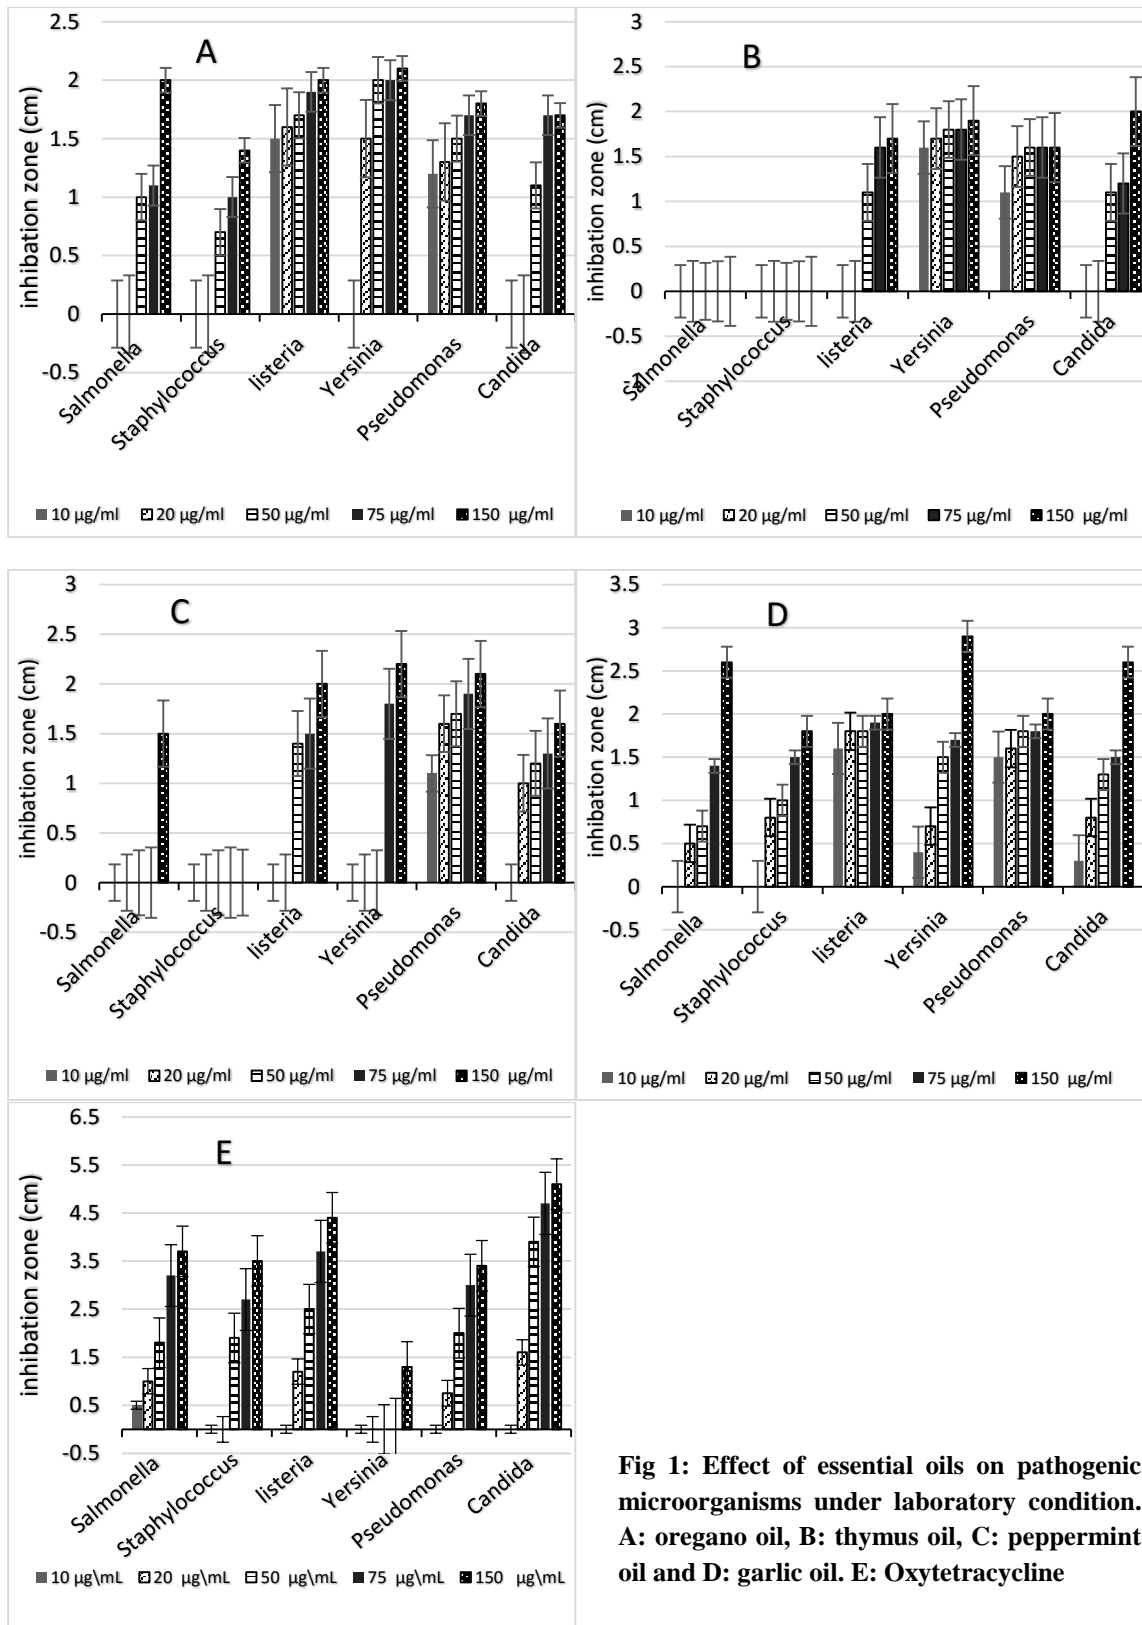 A
inhibation zone (cm)
2.5
2
1.5
1
0.5
0
-0.5
Salmonella
Staphylococcus
listeria
Yersinia
Pseudomonas
Candida
10 µg/ml 20 µg/ml 50 µg/ml 75 µg/ml 150 µg/ml
B
inhibation zone (cm)
3
2.5
2
1.5
1
0.5
0
-0.5
-1
Salmonella
Staphylococcus
listeria
Yersinia
Pseudomonas
Candida
10 µg/ml 20 µg/ml 50 µg/ml 75 µg/ml 150 µg/ml
C
inhibation zone (cm)
3
2.5
2
1.5
1
0.5
0
-0.5
Salmonella
Staphylococcus
listeria
Yersinia
Pseudomonas
Candida
10 µg/ml 20 µg/ml 50 µg/ml 75 µg/ml 150 µg/ml
D
inhibation zone (cm)
3.5
3
2.5
2
1.5
1
0.5
0
-0.5
Salmonella
Staphylococcus
listeria
Yersinia
Pseudomonas
Candida
10 µg/ml 20 µg/ml 50 µg/ml 75 µg/ml 150 µg/ml
E
inhibation zone (cm)
6.5
5.5
4.5
3.5
2.5
1.5
0.5
-0.5
Salmonella
Staphylococcus
listeria
Yersinia
Pseudomonas
Candida
10 µg\mL 20 µg\mL 50 µg\mL 75 µg\mL 150 µg\mL
Fig 1: Effect of essential oils on pathogenic
microorganisms under laboratory condition.
A: oregano oil, B: thymus oil, C: peppermint
oil and D: garlic oil. E: Oxytetracycline